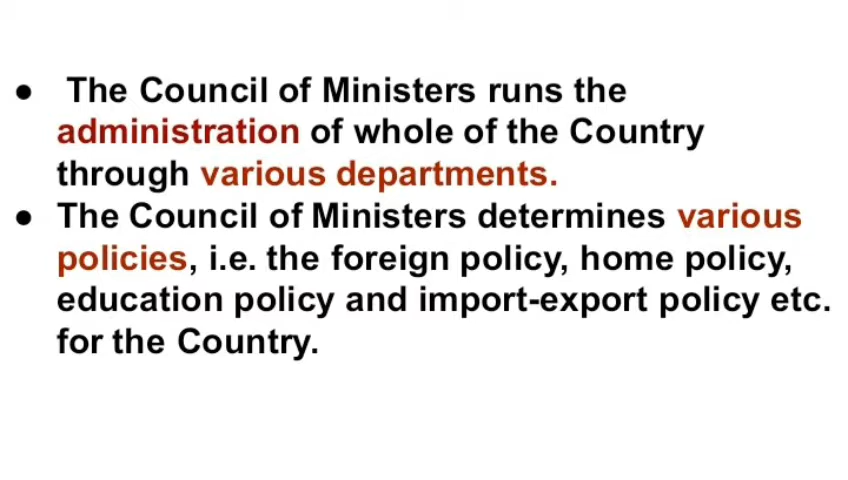 ● The Council of Ministers runs the
administration of whole of the Country
through various departments.
● The Council of Ministers determines various
policies, i.e. the foreign policy, home policy,
education policy and import-export policy etc.
for the Country.